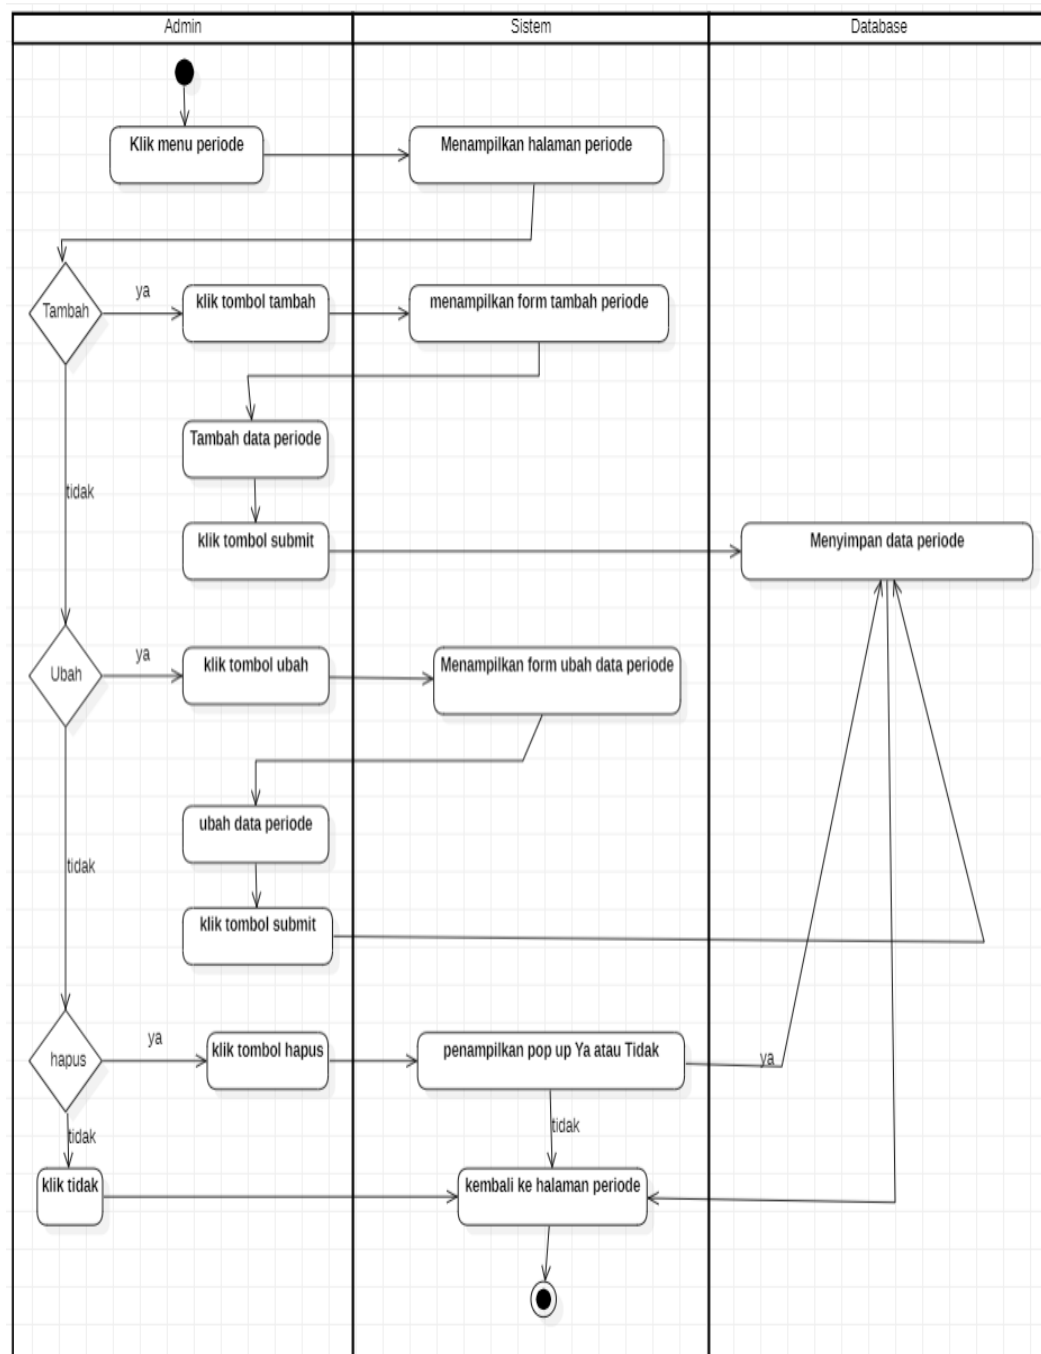 Admin
Sistem
Database
Klik menu periode
Menampilkan halaman periode
Tambah
ya
klik tombol tambah
menampilkan form tambah periode
Tambah data periode
tidak
klik tombol submit
Menyimpan data periode
Ubah
ya
klik tombol ubah
Menampilkan form ubah data periode
ubah data periode
tidak
klik tombol submit
hapus
ya
klik tombol hapus
penampilkan pop up Ya atau Tidak
ya
tidak
tidak
klik tidak
kembali ke halaman periode